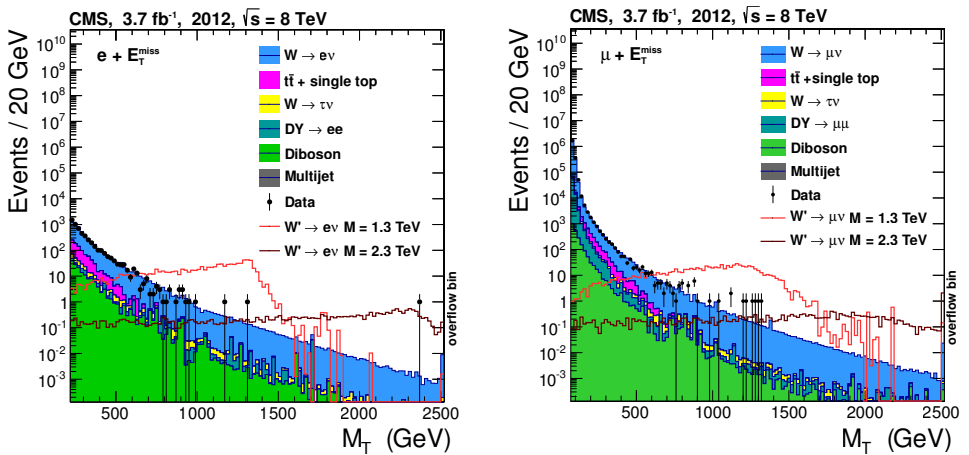 CMS, 3.7 fb⁻¹, 2012, √s = 8 TeV
Events / 20 GeV
10¹⁰
10⁹
10⁸
10⁷
10⁶
10⁵
10⁴
10³
10²
10
1
10⁻¹
10⁻²
10⁻³
e + E_T^miss
W → eν
tt̄ + single top
W → τν
DY → ee
Diboson
Multijet
Data
W' → eν M = 1.3 TeV
W' → eν M = 2.3 TeV
overflow bin
500 1000 1500 2000 2500
M_T (GeV)
CMS, 3.7 fb⁻¹, 2012, √s = 8 TeV
Events / 20 GeV
10¹⁰
10⁹
10⁸
10⁷
10⁶
10⁵
10⁴
10³
10²
10
1
10⁻¹
10⁻²
10⁻³
μ + E_T^miss
W → μν
tt̄ +single top
W → τν
DY → μμ
Diboson
Multijet
Data
W' → μν M = 1.3 TeV
W' → μν M = 2.3 TeV
overflow bin
500 1000 1500 2000 2500
M_T (GeV)